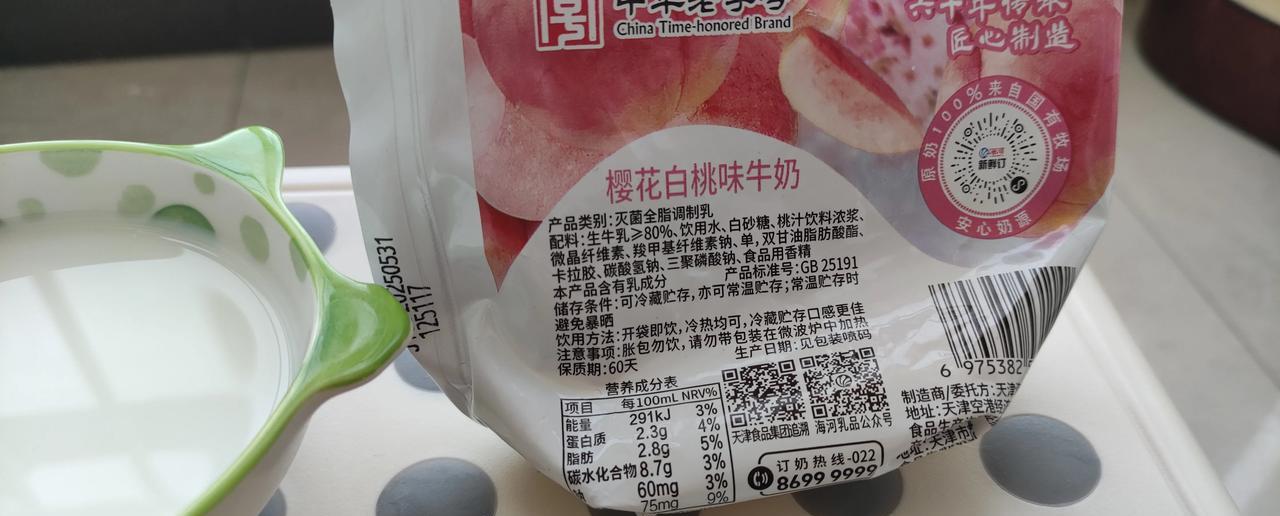 中华老字号
China Time-honored Brand
匠心制造
原奶100%来自国有牧场
新鲜订
安心奶源
樱花白桃味牛奶
产品类别:灭菌全脂调制乳
配料:生牛乳≥80%、饮用水、白砂糖、桃汁饮料浓浆、
微晶纤维素、羧甲基纤维素钠、单,双甘油脂肪酸酯、
卡拉胶、碳酸氢钠、三聚磷酸钠、食品用香精
本产品含有乳成分 产品标准号:GB 25191
储存条件:可冷藏贮存,亦可常温贮存;常温贮存时
避免暴晒
饮用方法:开袋即饮,冷热均可,冷藏贮存口感更佳
注意事项:胀包勿饮,请勿带包装在微波炉中加热
保质期:60天 生产日期:见包装喷码
营养成分表
项目 每100mL NRV%
能量 291kJ 3%
蛋白质 2.3g 4%
脂肪 2.8g 5%
碳水化合物 8.7g 3%
60mg 3%
75mg 9%
天津食品集团追溯 海河乳品公众号
订奶热线-022
8699 9999
6 975382
制造商/委托方:天津
地址:天津空港经
食品生产
地址:天津市
20250531
125117